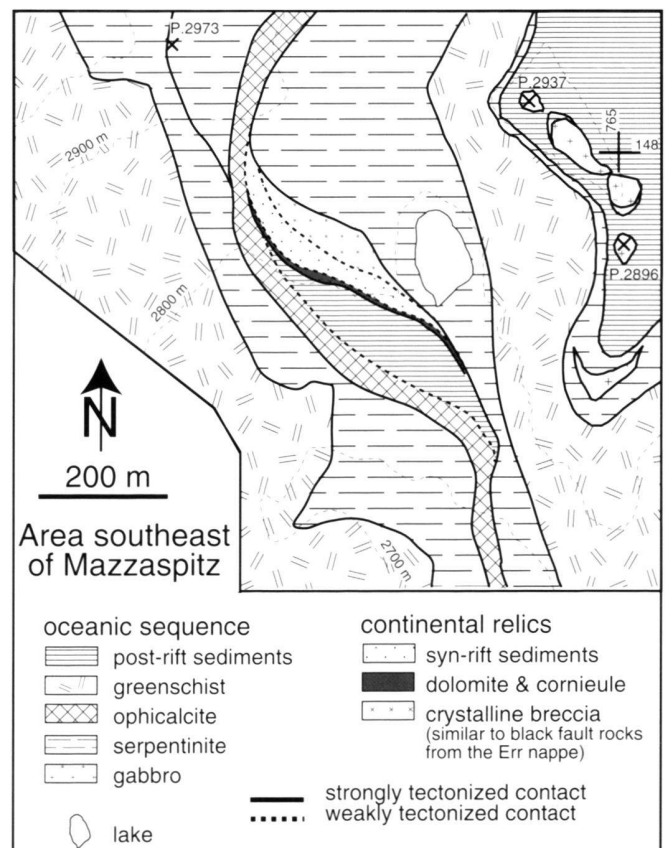 P.2973
P.2937
765
148
2900 m
P.2896
2800 m
N
200 m
Area southeast
of Mazzaspitz
2700 m
oceanic sequence
post-rift sediments
greenschist
ophicalcite
serpentinite
gabbro
lake
continental relics
syn-rift sediments
dolomite & cornieule
crystalline breccia
(similar to black fault rocks
from the Err nappe)
strongly tectonized contact
weakly tectonized contact